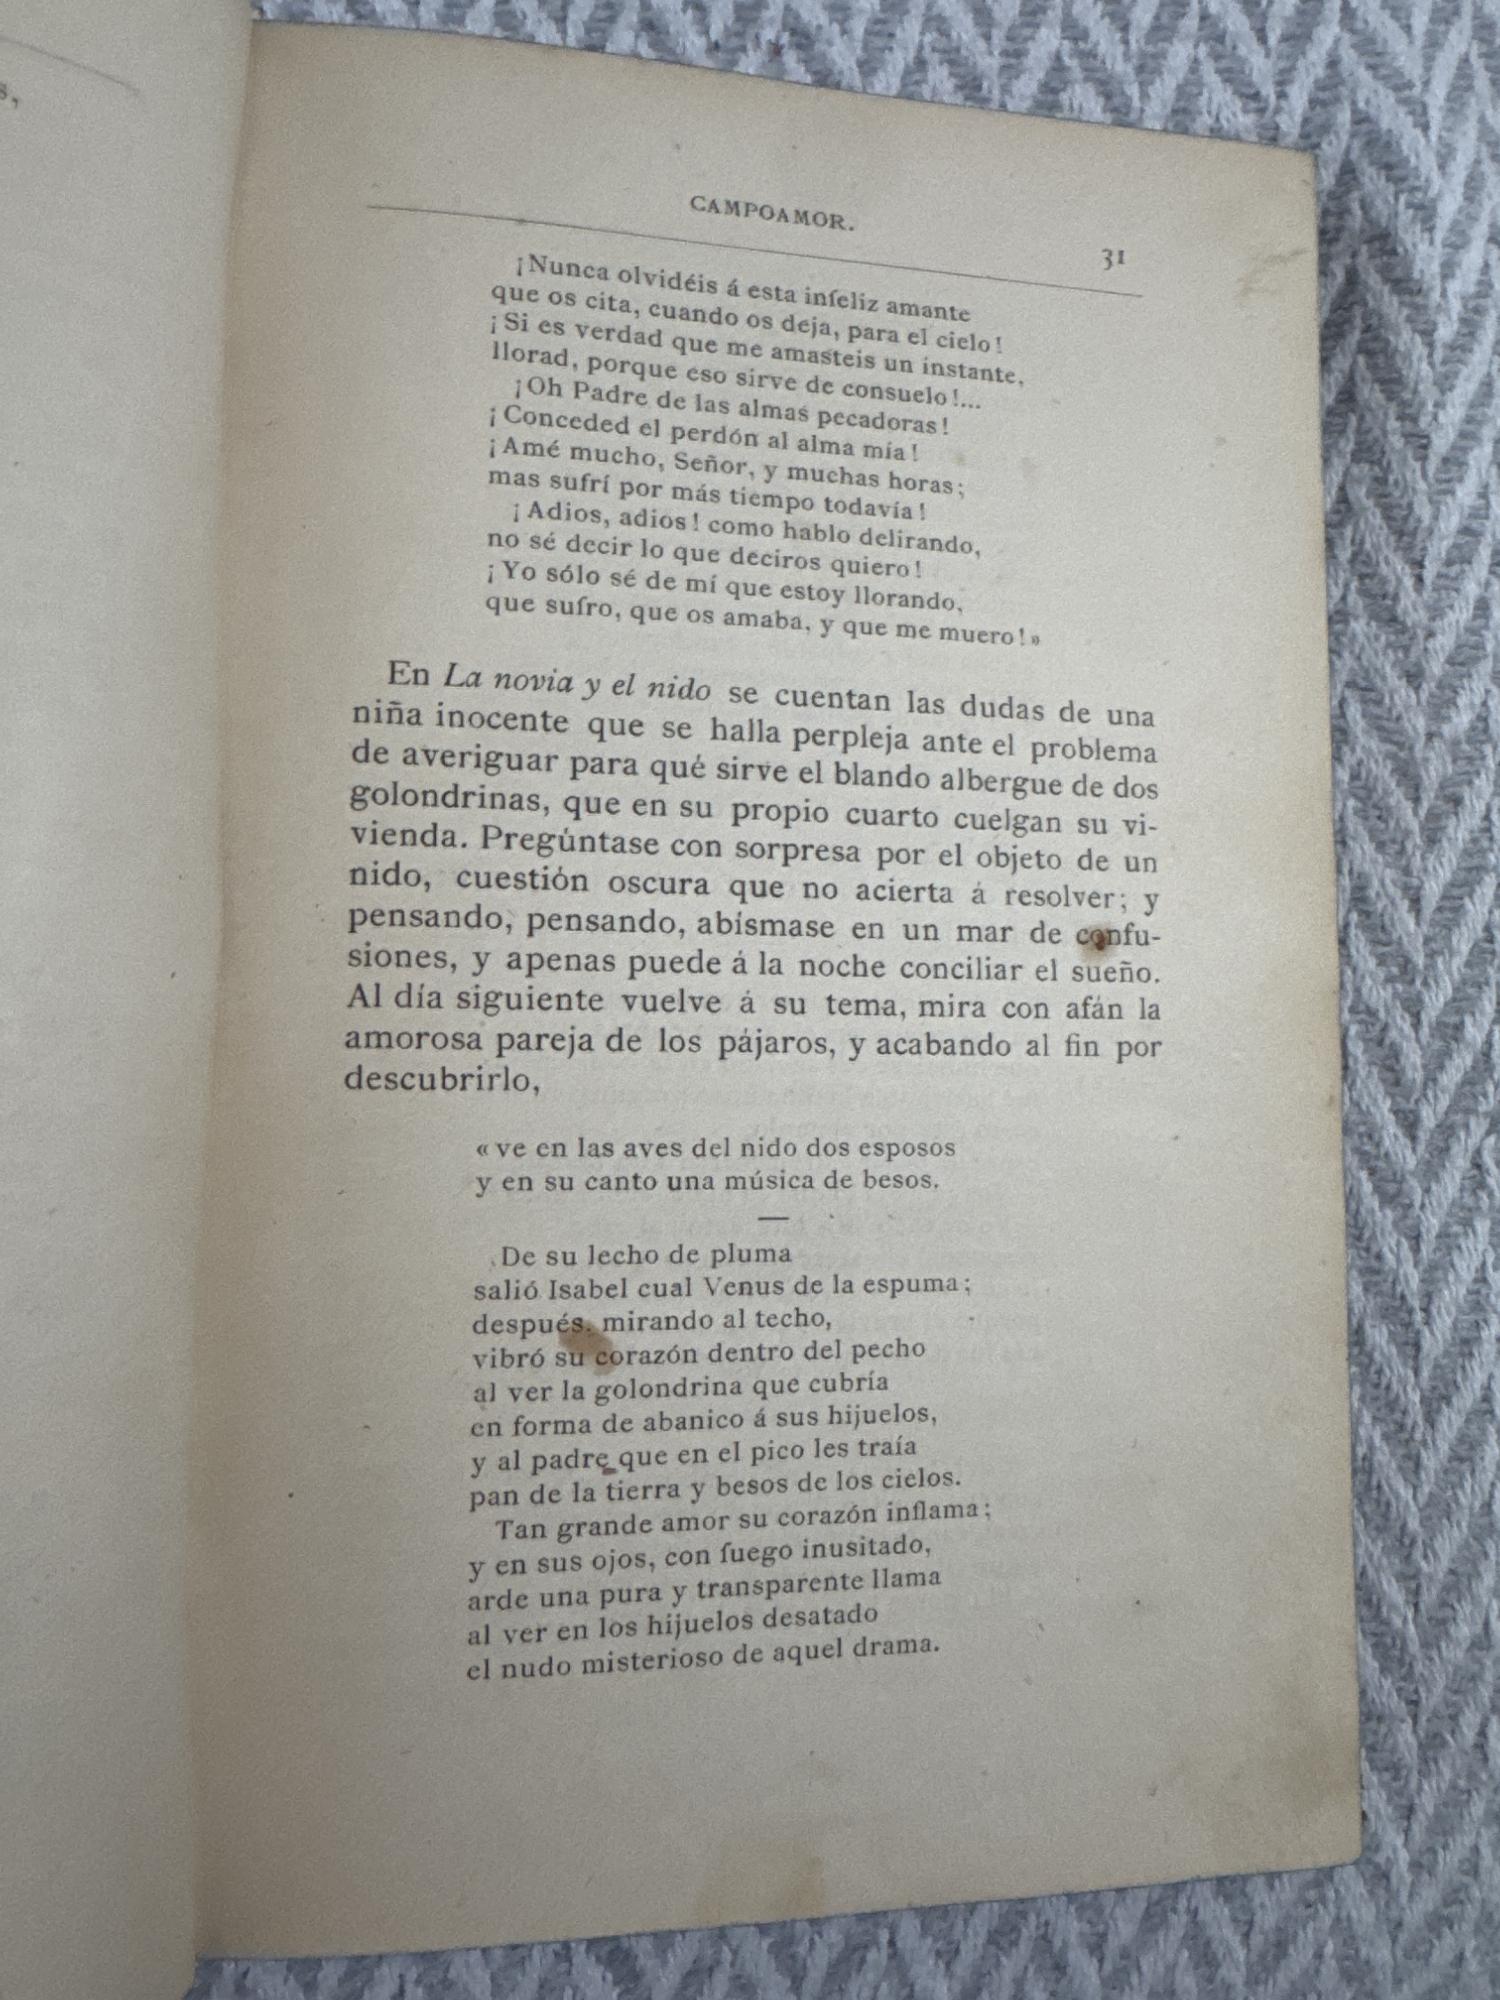 s,
CAMPOAMOR.
31
¡Nunca olvidéis á esta infeliz amante
que os cita, cuando os deja, para el cielo!
¡Si es verdad que me amasteis un instante,
llorad, porque eso sirve de consuelo!...
¡Oh Padre de las almas pecadoras!
¡Conceded el perdón al alma mía!
¡Amé mucho, Señor, y muchas horas;
mas sufrí por más tiempo todavía!
¡Adios, adios! como hablo delirando,
no sé decir lo que deciros quiero!
¡Yo sólo sé de mí que estoy llorando,
que sufro, que os amaba, y que me muero!»
En La novia y el nido se cuentan las dudas de una
niña inocente que se halla perpleja ante el problema
de averiguar para qué sirve el blando albergue de dos
golondrinas, que en su propio cuarto cuelgan su vi-
vienda. Pregúntase con sorpresa por el objeto de un
nido, cuestión oscura que no acierta á resolver; y
pensando, pensando, abísmase en un mar de confu-
siones, y apenas puede á la noche conciliar el sueño.
Al día siguiente vuelve á su tema, mira con afán la
amorosa pareja de los pájaros, y acabando al fin por
descubrirlo,
«ve en las aves del nido dos esposos
y en su canto una música de besos.
—
De su lecho de pluma
salió Isabel cual Venus de la espuma;
después, mirando al techo,
vibró su corazón dentro del pecho
al ver la golondrina que cubría
en forma de abanico á sus hijuelos,
y al padre que en el pico les traía
pan de la tierra y besos de los cielos.
Tan grande amor su corazón inflama;
y en sus ojos, con fuego inusitado,
arde una pura y transparente llama
al ver en los hijuelos desatado
el nudo misterioso de aquel drama.